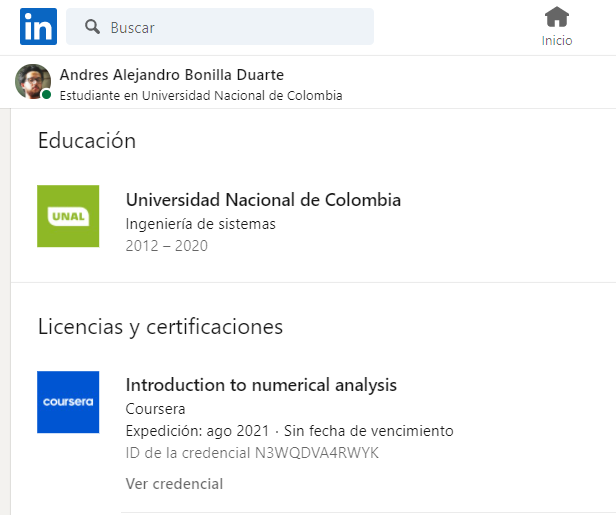 in
Buscar
Inicio
Andres Alejandro Bonilla Duarte
Estudiante en Universidad Nacional de Colombia
Educación
UNAL
Universidad Nacional de Colombia
Ingeniería de sistemas
2012 – 2020
Licencias y certificaciones
coursera
Introduction to numerical analysis
Coursera
Expedición: ago 2021 · Sin fecha de vencimiento
ID de la credencial N3WQDVA4RWYK
Ver credencial